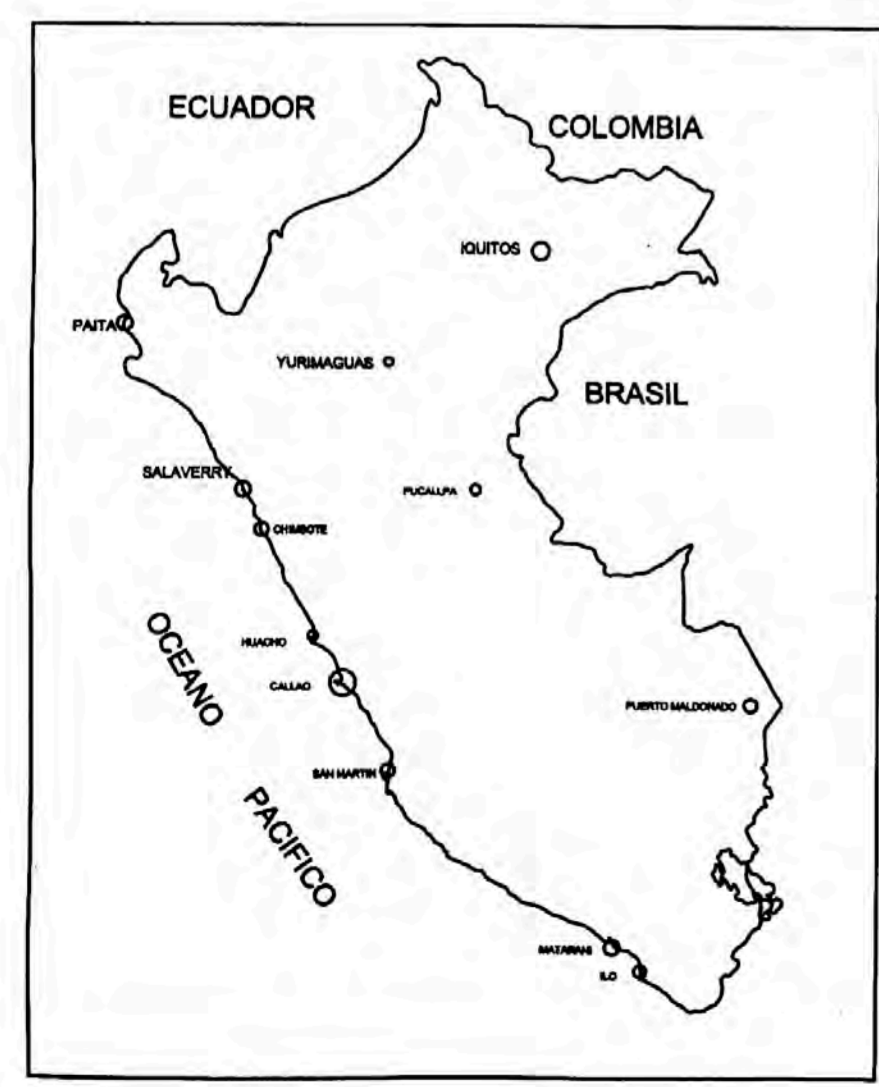 ECUADOR
COLOMBIA
IQUITOS
PAITA
YURIMAGUAS
BRASIL
SALAVERRY
PUCALLPA
CHIMBOTE
OCEANO
HUACHO
CALLAO
PUERTO MALDONADO
SAN MARTIN
PACIFICO
MATARANI
ILO